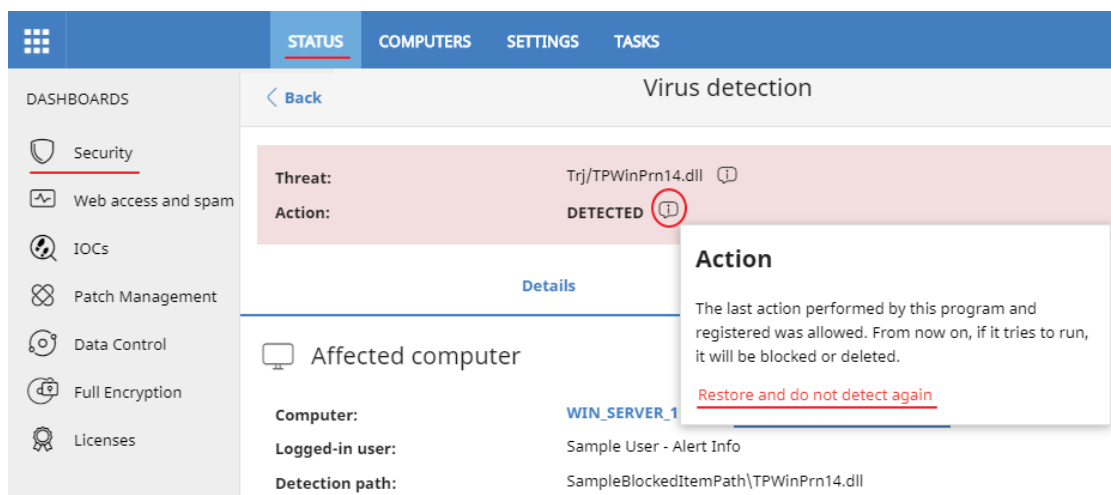 STATUS COMPUTERS SETTINGS TASKS
DASHBOARDS
Security
Web access and spam
IOCs
Patch Management
Data Control
Full Encryption
Licenses
Back
Virus detection
Threat: Trj/TPWinPrn14.dll
Action: DETECTED
Details
Action
The last action performed by this program and
registered was allowed. From now on, if it tries to run,
it will be blocked or deleted.
Restore and do not detect again
Affected computer
Computer: WIN_SERVER_1
Logged-in user: Sample User - Alert Info
Detection path: SampleBlockedItemPath\TPWinPrn14.dll